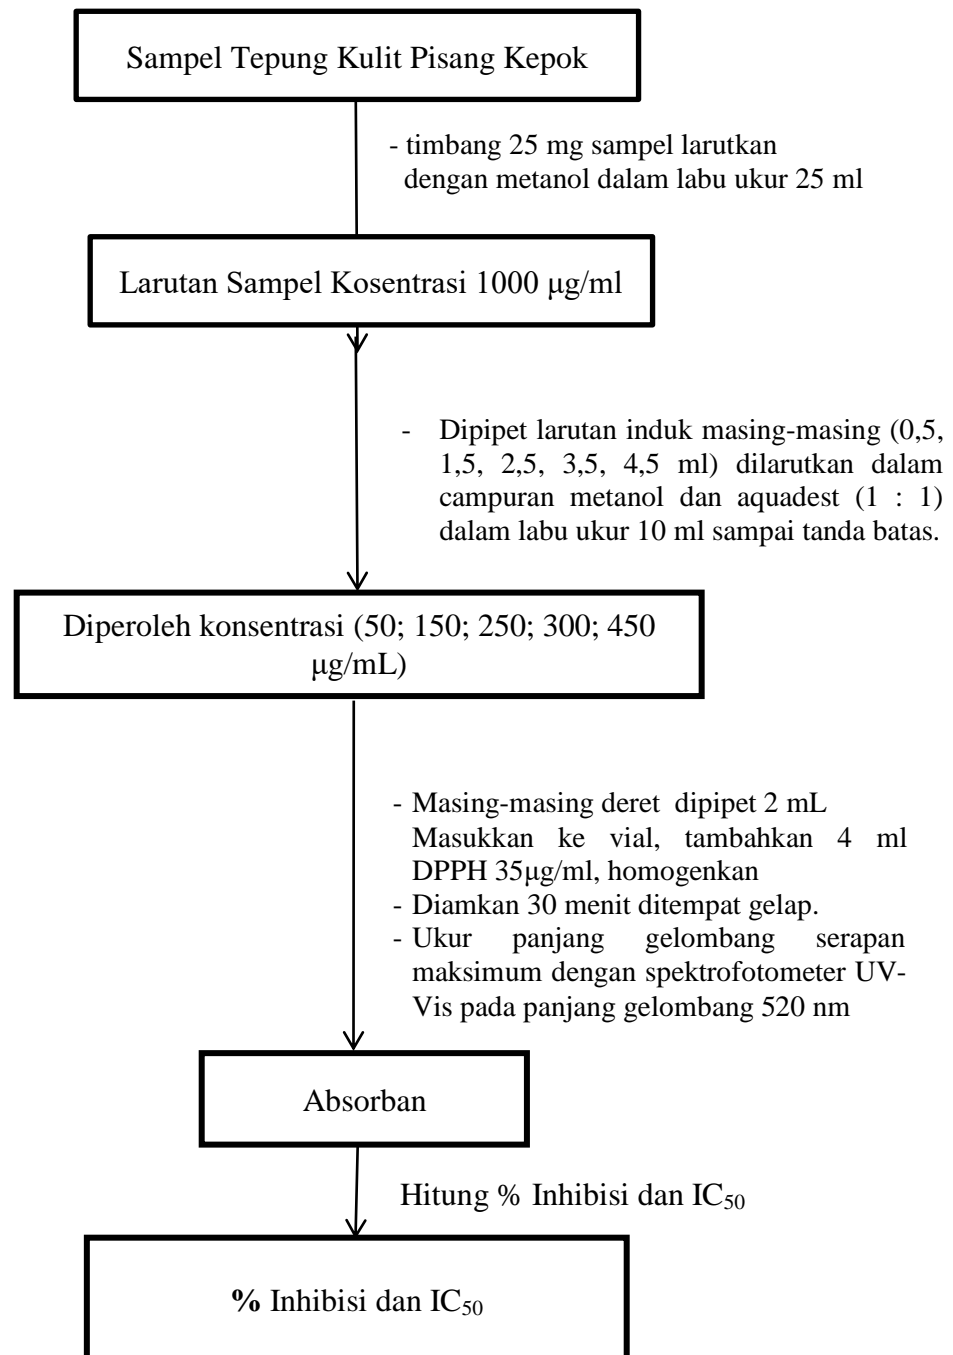 Sampel Tepung Kulit Pisang Kepok
- timbang 25 mg sampel larutkan
dengan metanol dalam labu ukur 25 ml
Larutan Sampel Kosentrasi 1000 µg/ml
- Dipipet larutan induk masing-masing (0,5,
1,5, 2,5, 3,5, 4,5 ml) dilarutkan dalam
campuran metanol dan aquadest (1 : 1)
dalam labu ukur 10 ml sampai tanda batas.
Diperoleh konsentrasi (50; 150; 250; 300; 450
µg/mL)
- Masing-masing deret dipipet 2 mL
Masukkan ke vial, tambahkan 4 ml
DPPH 35µg/ml, homogenkan
- Diamkan 30 menit ditempat gelap.
- Ukur panjang gelombang serapan
maksimum dengan spektrofotometer UV-
Vis pada panjang gelombang 520 nm
Absorban
Hitung % Inhibisi dan IC₅₀
% Inhibisi dan IC₅₀